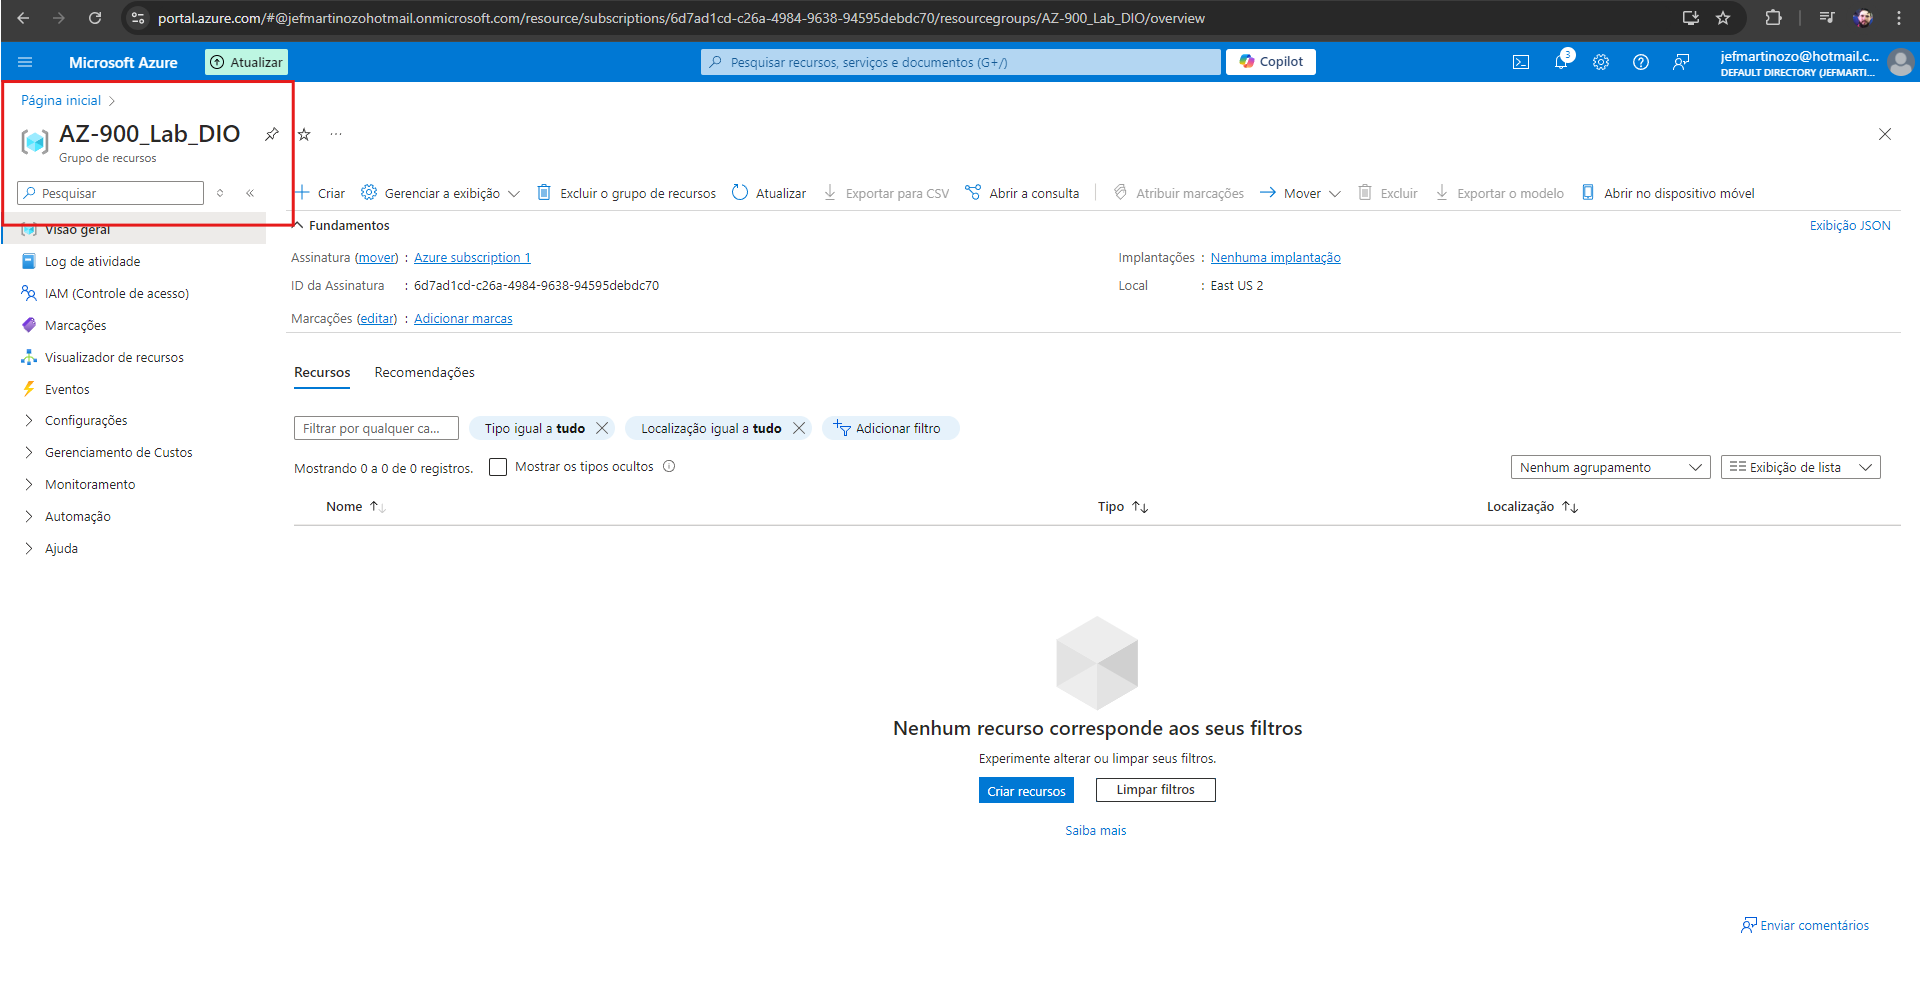 portal.azure.com/#@jefmartinozohotmail.onmicrosoft.com/resource/subscriptions/6d7ad1cd-c26a-4984-9638-94595debdc70/resourcegroups/AZ-900_Lab_DIO/overview
Microsoft Azure
Atualizar
Pesquisar recursos, serviços e documentos (G+/)
Copilot
3
jefmartinozo@hotmail.c...
DEFAULT DIRECTORY (JEFMARTI...
Página inicial
AZ-900_Lab_DIO
Grupo de recursos
Pesquisar
Criar Gerenciar a exibição Excluir o grupo de recursos Atualizar Exportar para CSV Abrir a consulta Atribuir marcações Mover Excluir Exportar o modelo Abrir no dispositivo móvel
Visão geral
Log de atividade
IAM (Controle de acesso)
Marcações
Visualizador de recursos
Eventos
Configurações
Gerenciamento de Custos
Monitoramento
Automação
Ajuda
Fundamentos
Exibição JSON
Assinatura (mover) : Azure subscription 1
ID da Assinatura : 6d7ad1cd-c26a-4984-9638-94595debdc70
Marcações (editar) : Adicionar marcas
Implantações : Nenhuma implantação
Local : East US 2
Recursos Recomendações
Filtrar por qualquer ca... Tipo igual a tudo Localização igual a tudo Adicionar filtro
Mostrando 0 a 0 de 0 registros. Mostrar os tipos ocultos
Nenhum agrupamento Exibição de lista
Nome Tipo Localização
Nenhum recurso corresponde aos seus filtros
Experimente alterar ou limpar seus filtros.
Criar recursos Limpar filtros
Saiba mais
Enviar comentários